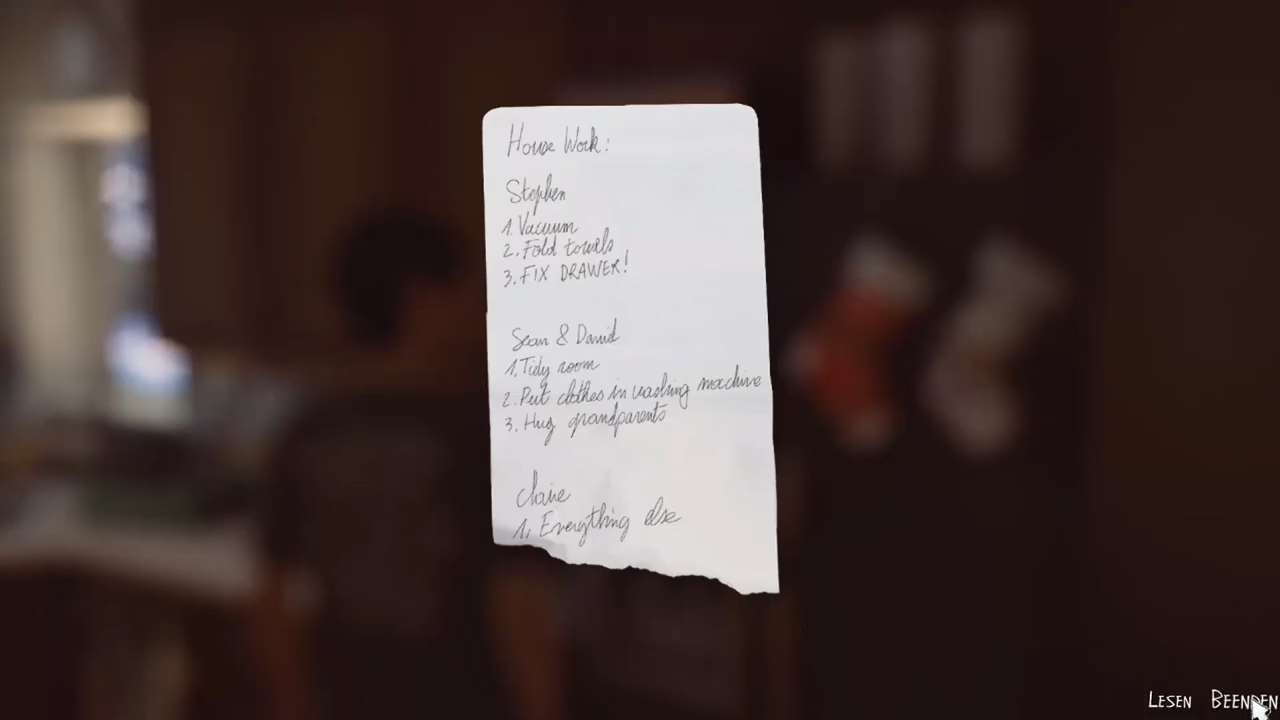 House Work:
Stephen
1. Vacuum
2. Fold towels
3. FIX DRAWER!
Sean & Daniel
1. Tidy room
2. Put clothes in washing machine
3. Hug grandparents
Claire
1. Everything else
LESEN BEENDEN